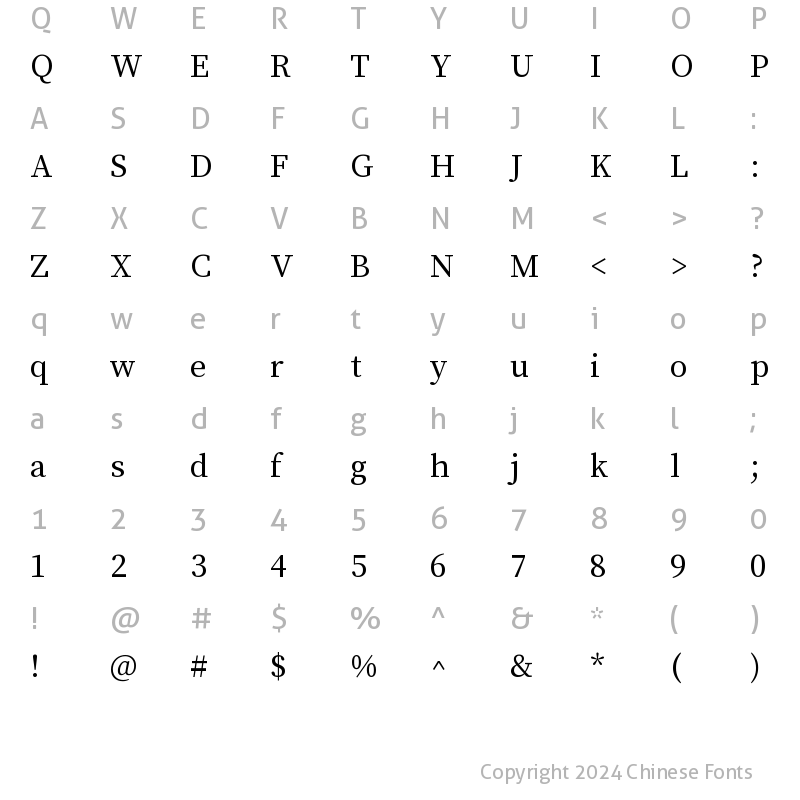 Q W E R T Y U I O P
Q W E R T Y U I O P
A S D F G H J K L :
A S D F G H J K L :
Z X C V B N M < > ?
Z X C V B N M < > ?
q w e r t y u i o p
q w e r t y u i o p
a s d f g h j k l ;
a s d f g h j k l ;
1 2 3 4 5 6 7 8 9 0
1 2 3 4 5 6 7 8 9 0
! @ # $ % ^ & * ( )
! @ # $ % ^ & * ( )
Copyright 2024 Chinese Fonts